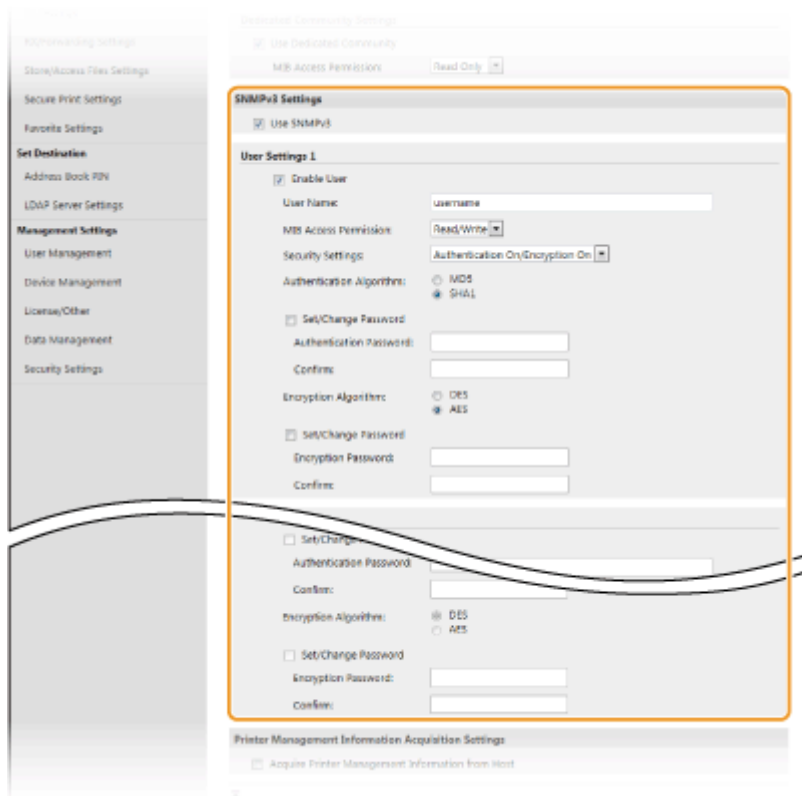 Store/Access Files Settings
Secure Print Settings
Favorite Settings
Set Destination
Address Book PIN
LDAP Server Settings
Management Settings
User Management
Device Management
License/Other
Data Management
Security Settings
Dedicated Community Settings
Use Dedicated Community
MIB Access Permission: Read Only
SNMPv3 Settings
Use SNMPv3
User Settings 1
Enable User
User Name: username
MIB Access Permission: Read/Write
Security Settings: Authentication On/Encryption On
Authentication Algorithm: MD5
SHA1
Set/Change Password
Authentication Password:
Confirm:
Encryption Algorithm: DES
AES
Set/Change Password
Encryption Password:
Confirm:
Set/Change
Authentication Password:
Confirm:
Encryption Algorithm: DES
AES
Set/Change Password
Encryption Password:
Confirm:
Printer Management Information Acquisition Settings
Acquire Printer Management Information from Host